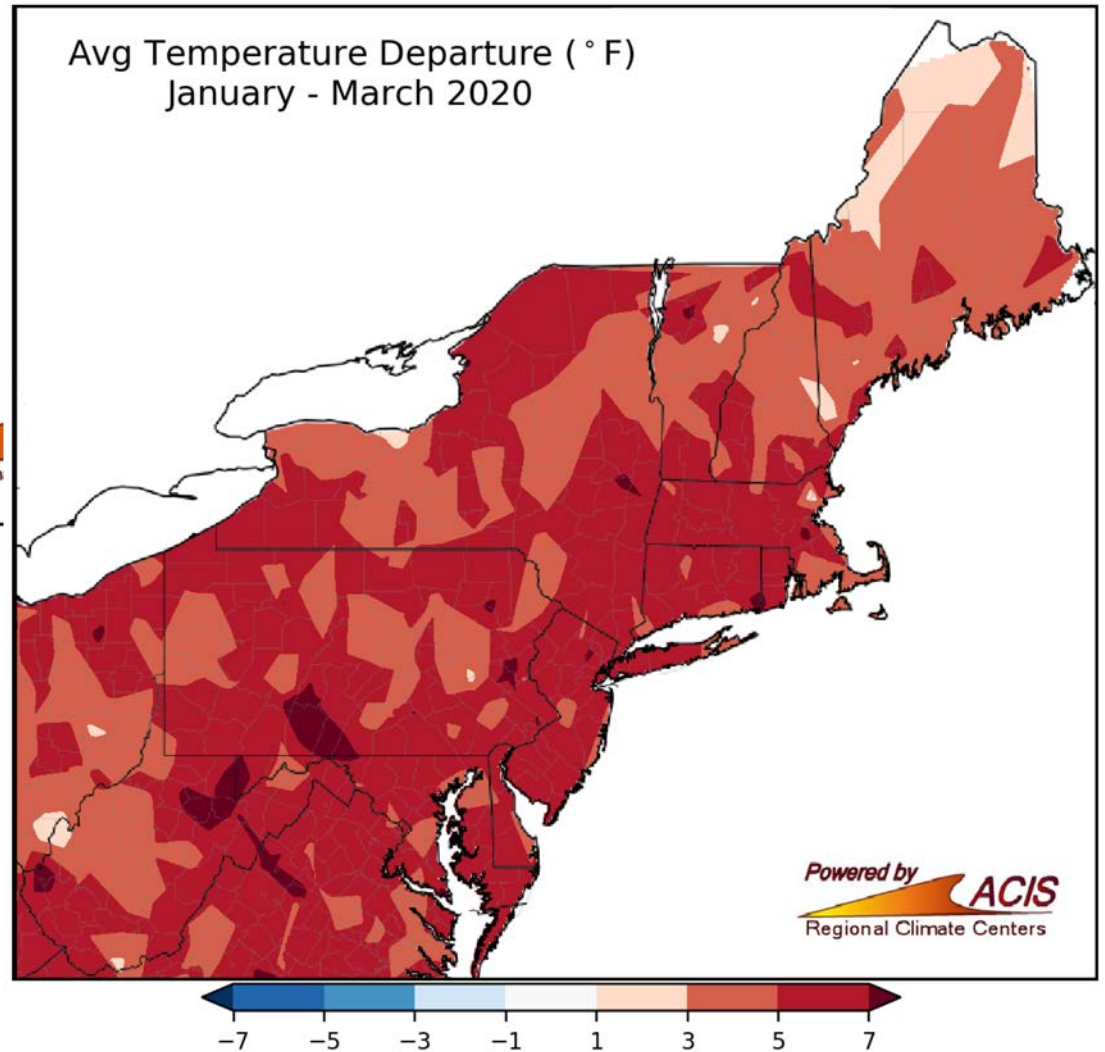 Avg Temperature Departure (°F)
January - March 2020
Powered by
ACIS
Regional Climate Centers
−7 −5 −3 −1 1 3 5 7